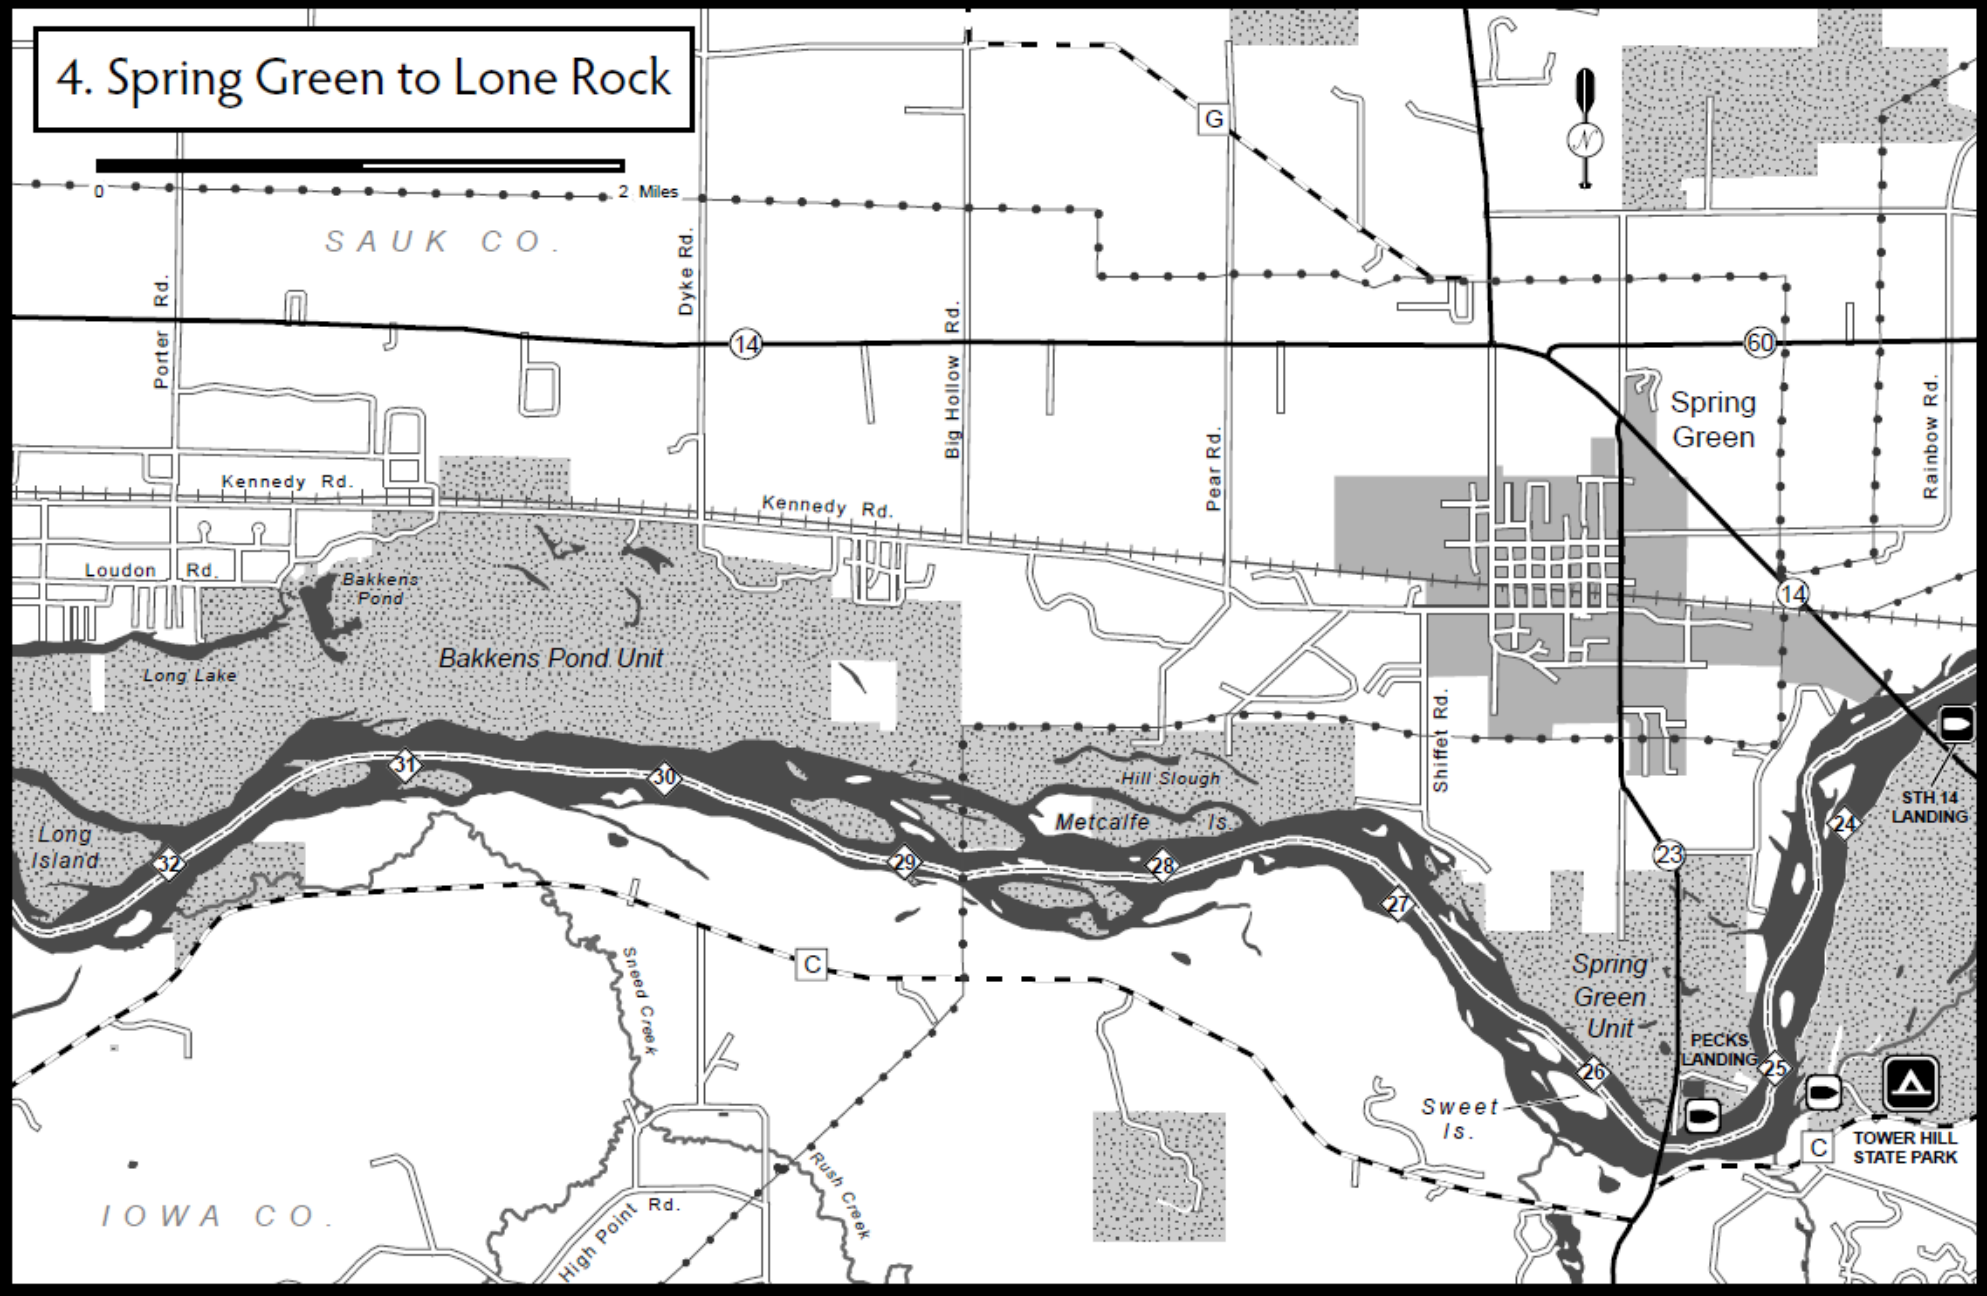 4. Spring Green to Lone Rock
0
2 Miles
SAUK CO.
G
N
Porter Rd.
Dyke Rd.
Big Hollow Rd.
Pear Rd.
Rainbow Rd.
14
60
Spring
Green
Kennedy Rd.
Kennedy Rd.
Loudon Rd.
Bakkens
Pond
14
Bakkens Pond Unit
Long Lake
Shiffet Rd.
31
30
Hill Slough
STH 14
LANDING
Long
Island
Metcalfe Is.
24
32
29
28
23
27
C
Sneed Creek
Spring
Green
Unit
PECKS
LANDING
25
26
Sweet
Is.
C
TOWER HILL
STATE PARK
Rush Creek
IOWA CO.
High Point Rd.